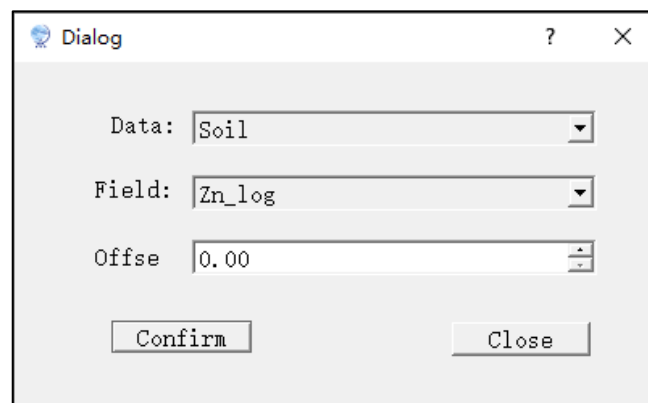 Dialog ?
Data: Soil
Field: Zn_log
Offse 0.00
Confirm Close